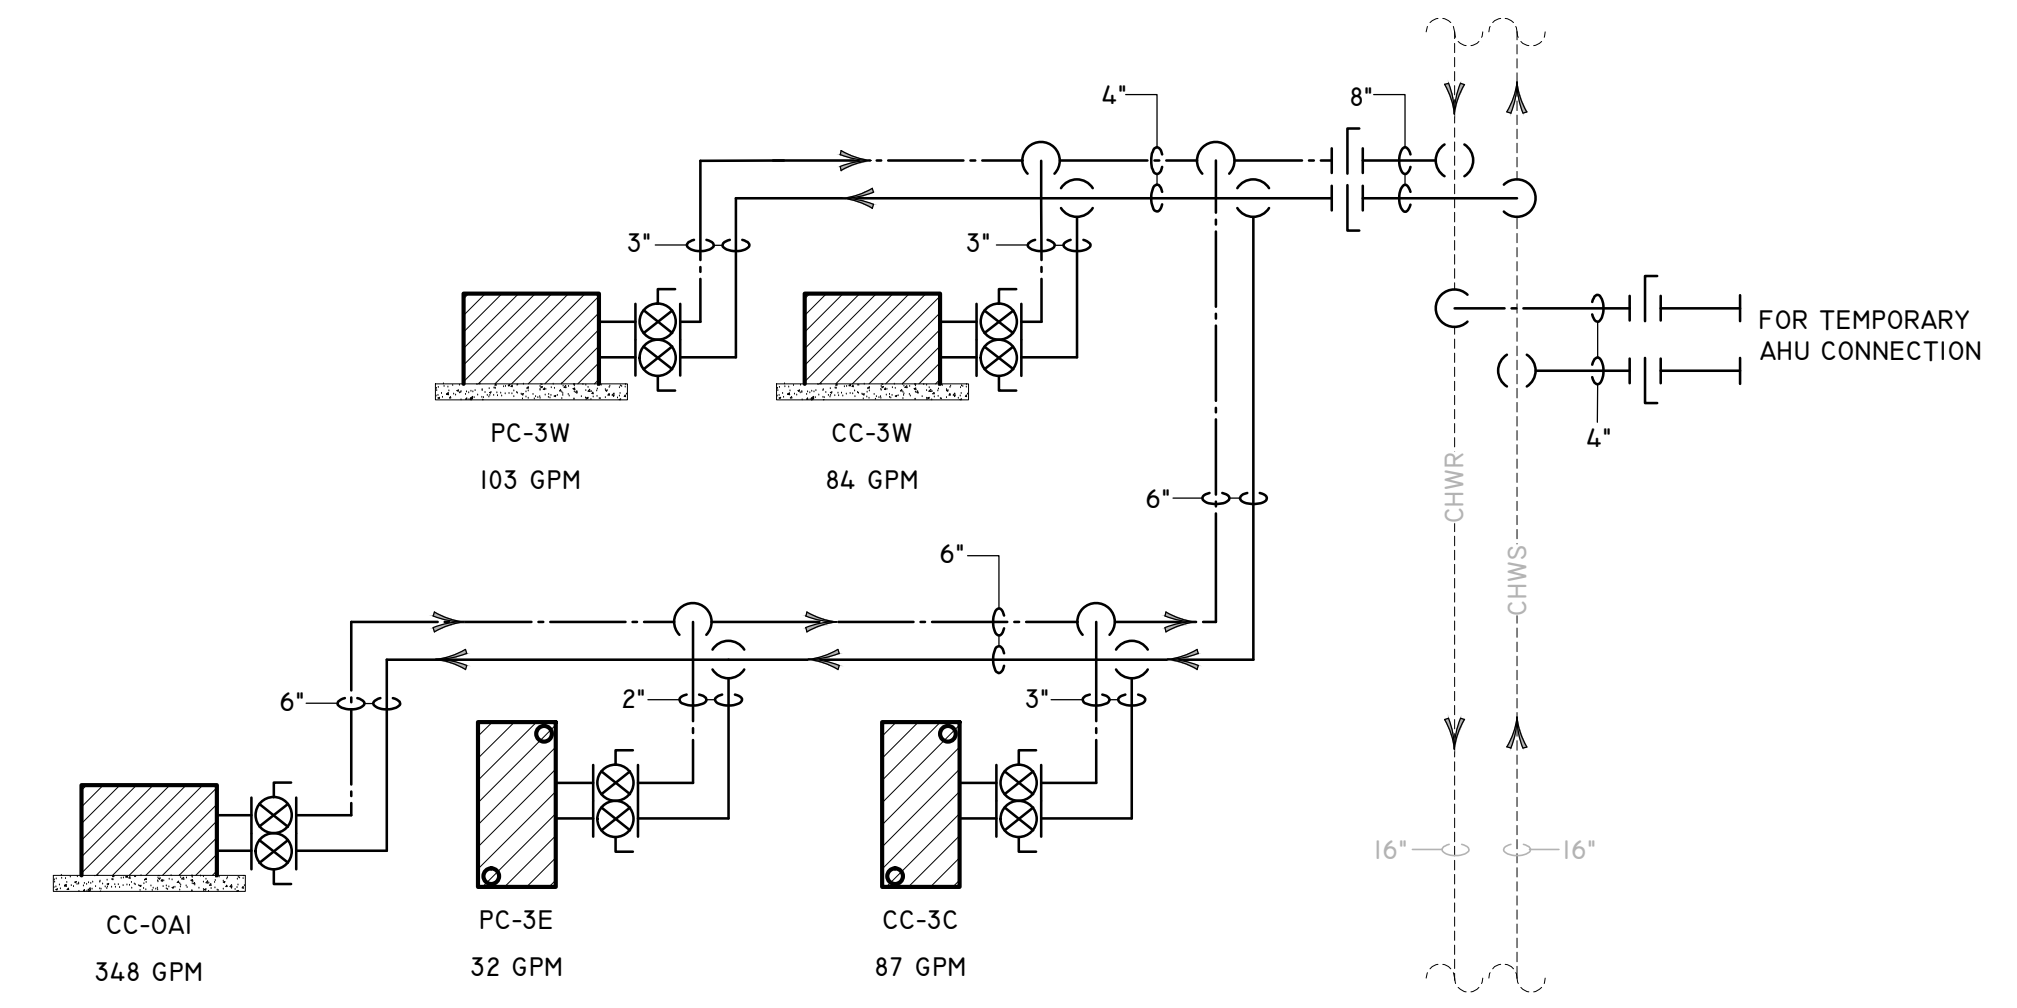 4"
8"
3"
3"
FOR TEMPORARY
AHU CONNECTION
4"
PC-3W
103 GPM
CC-3W
84 GPM
CHWR
6"
CHWS
6"
6"
2"
3"
16"
16"
CC-OA1
348 GPM
PC-3E
32 GPM
CC-3C
87 GPM